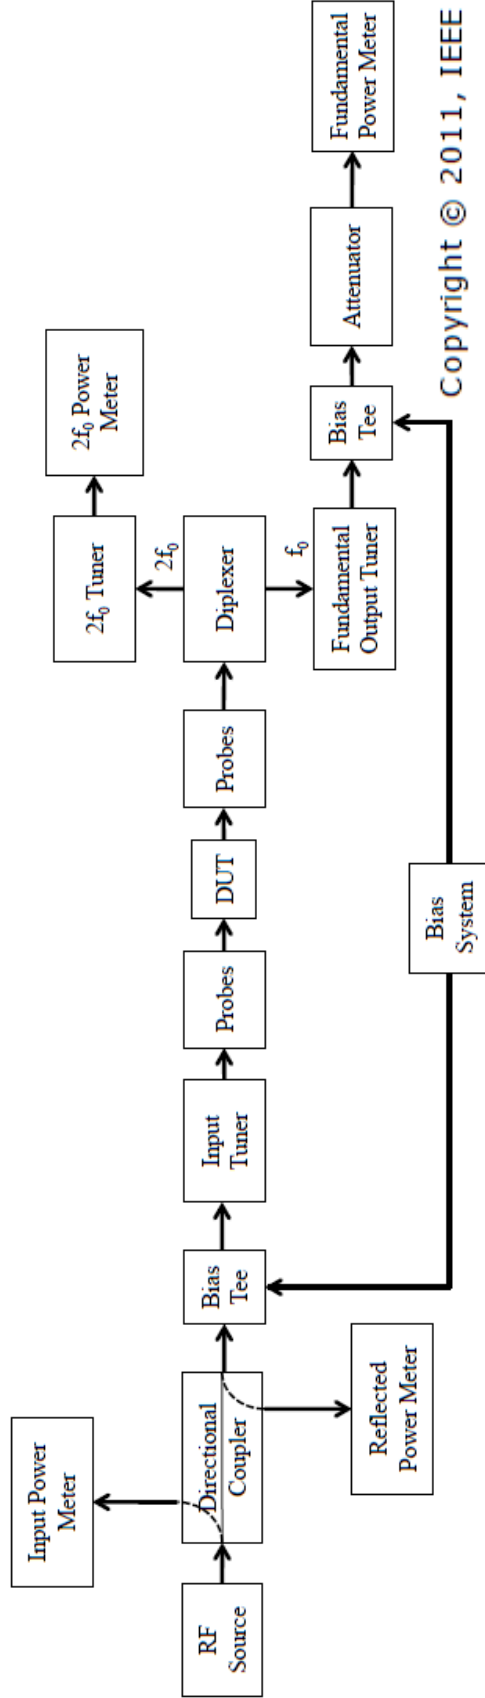 Input Power
Meter
RF
Source
Directional
Coupler
Reflected
Power Meter
Bias
Tee
Input
Tuner
Probes
DUT
Probes
Diplexer
2f₀
2f₀ Tuner
2f₀ Power
Meter
f₀
Fundamental
Output Tuner
Bias
Tee
Attenuator
Fundamental
Power Meter
Bias
System
Copyright © 2011, IEEE